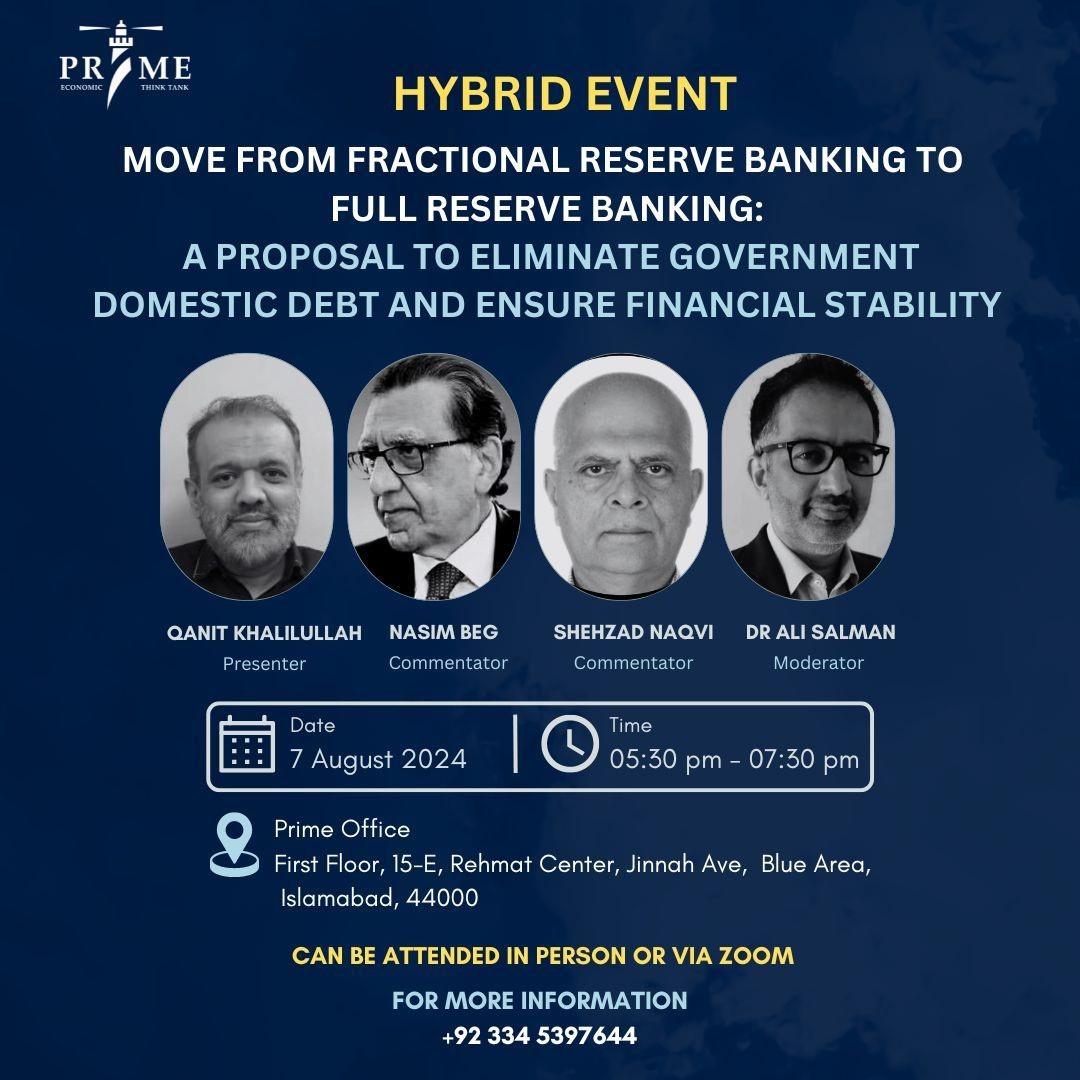 PRIME
ECONOMIC THINK TANK
HYBRID EVENT
MOVE FROM FRACTIONAL RESERVE BANKING TO
FULL RESERVE BANKING:
A PROPOSAL TO ELIMINATE GOVERNMENT
DOMESTIC DEBT AND ENSURE FINANCIAL STABILITY
QANIT KHALILULLAH
Presenter
NASIM BEG
Commentator
SHEHZAD NAQVI
Commentator
DR ALI SALMAN
Moderator
Date
7 August 2024
Time
05:30 pm - 07:30 pm
Prime Office
First Floor, 15-E, Rehmat Center, Jinnah Ave, Blue Area,
Islamabad, 44000
CAN BE ATTENDED IN PERSON OR VIA ZOOM
FOR MORE INFORMATION
+92 334 5397644